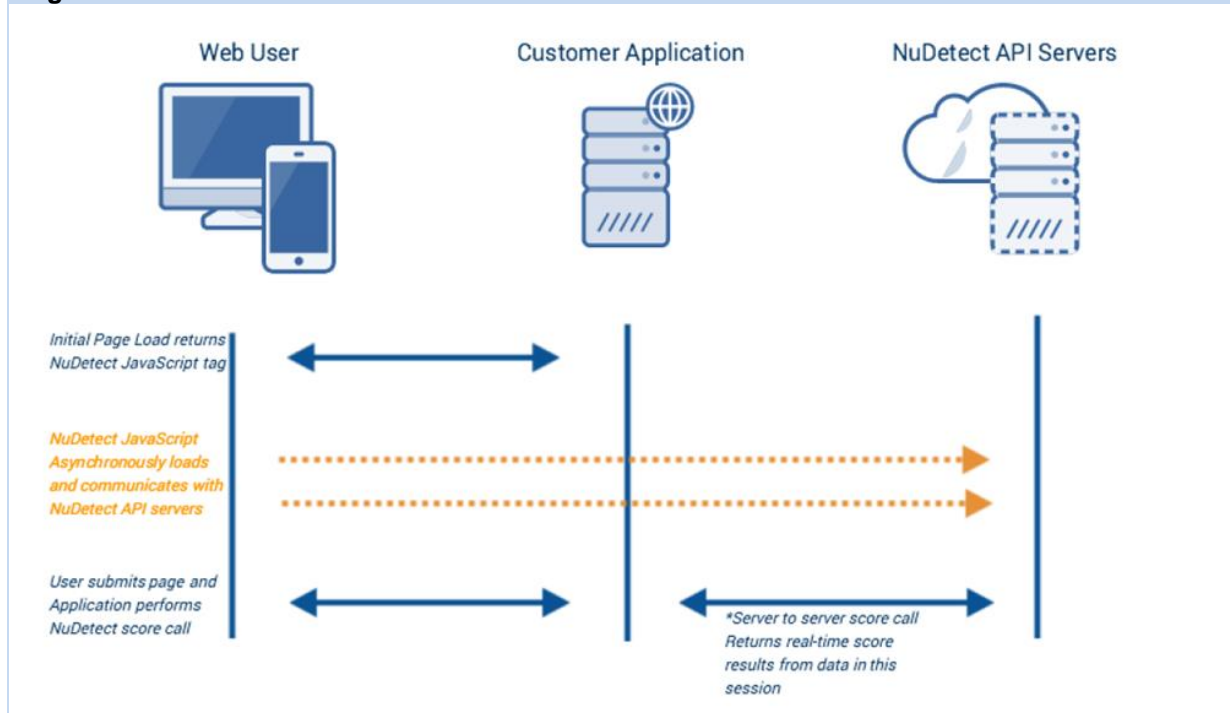 Web User
Customer Application
NuDetect API Servers
Initial Page Load returns
NuDetect JavaScript tag
NuDetect JavaScript
Asynchronously loads
and communicates with
NuDetect API servers
User submits page and
Application performs
NuDetect score call
*Server to server score call
Returns real-time score
results from data in this
session